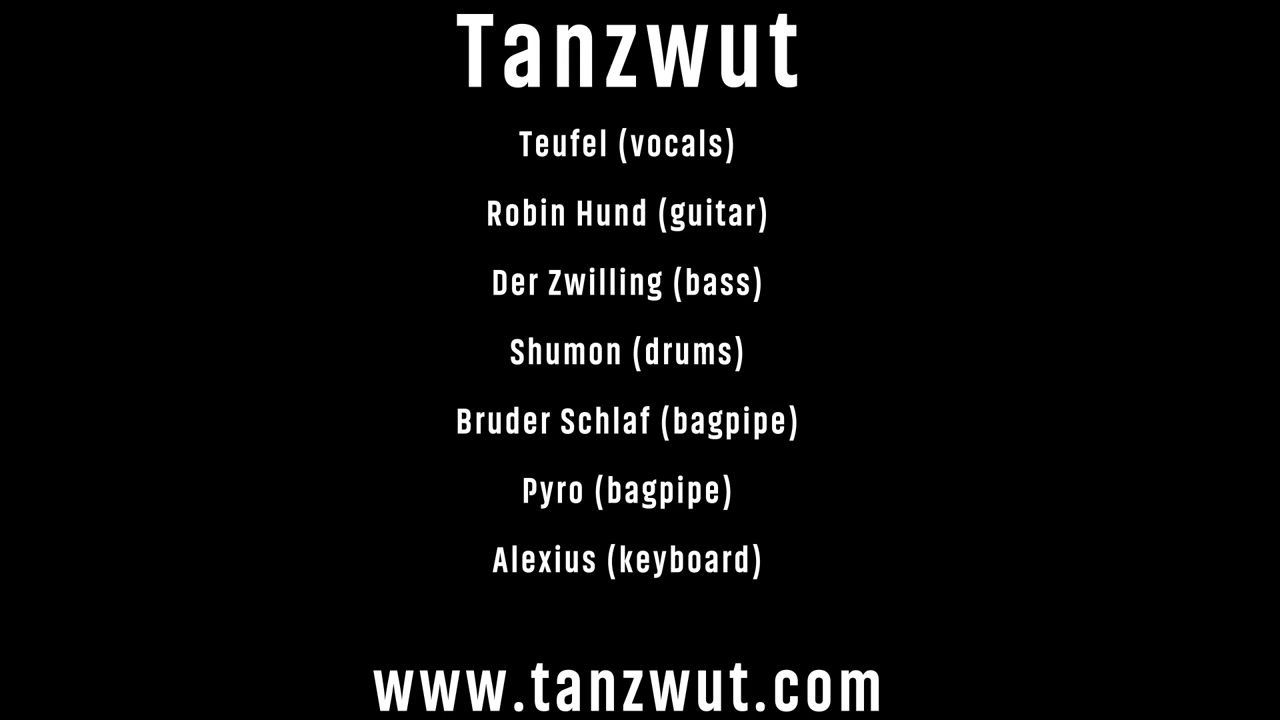 Tanzwut
Teufel (vocals)
Robin Hund (guitar)
Der Zwilling (bass)
Shumon (drums)
Bruder Schlaf (bagpipe)
Pyro (bagpipe)
Alexius (keyboard)
www.tanzwut.com